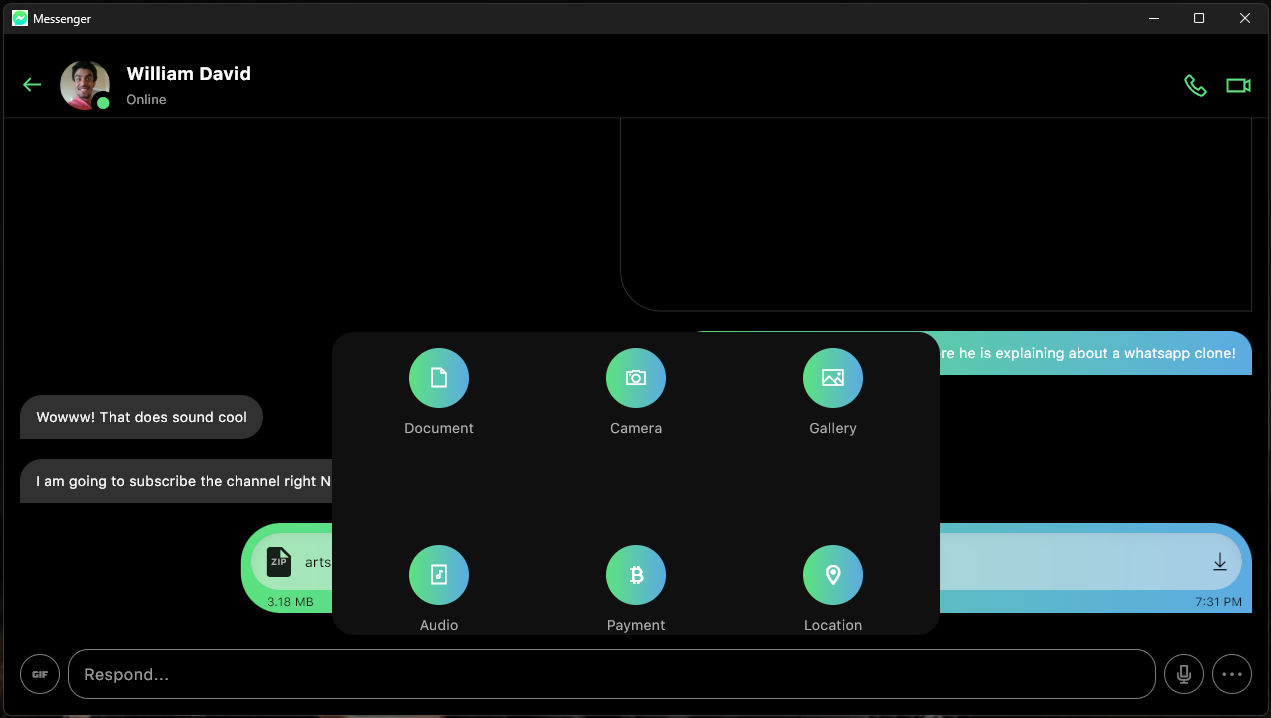 Messenger
William David
Online
re he is explaining about a whatsapp clone!
Document
Camera
Gallery
Wowww! That does sound cool
I am going to subscribe the channel right N
ZIP
arts
3.18 MB
7:31 PM
Audio
Payment
Location
GIF
Respond...